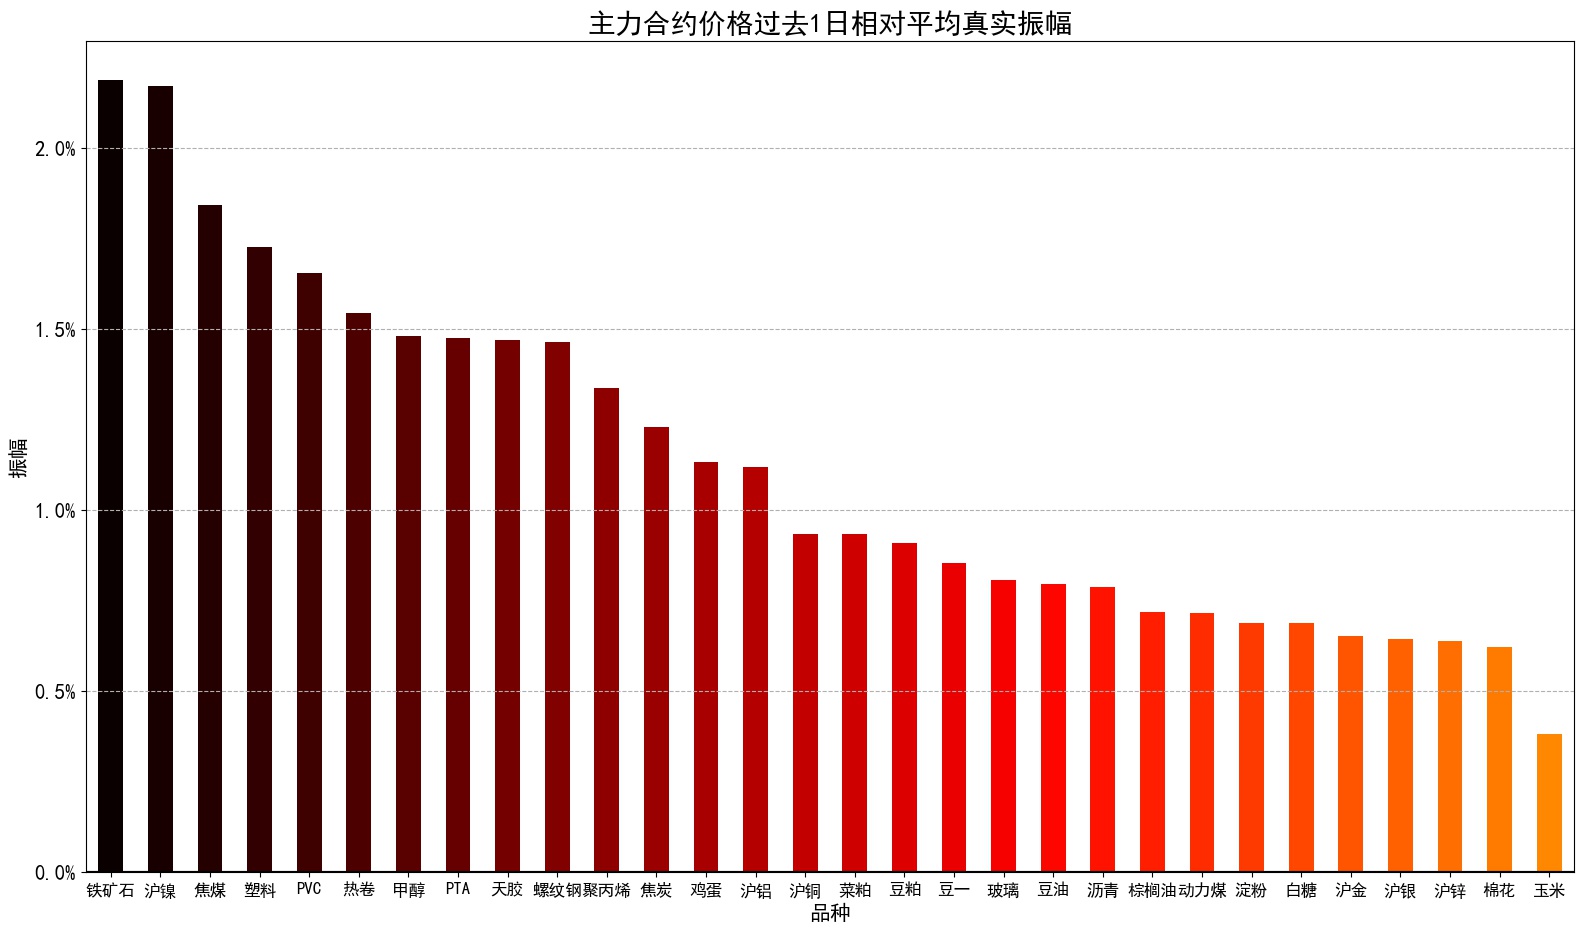 主力合约价格过去1日相对平均真实振幅
振幅
2.0%
1.5%
1.0%
0.5%
0.0%
铁矿石 沪镍 焦煤 塑料 PVC 热卷 甲醇 PTA 天胶 螺纹钢 聚丙烯 焦炭 鸡蛋 沪铝 沪铜 菜粕 豆粕 豆一 玻璃 豆油 沥青 棕榈油 动力煤 淀粉 白糖 沪金 沪银 沪锌 棉花 玉米
品种